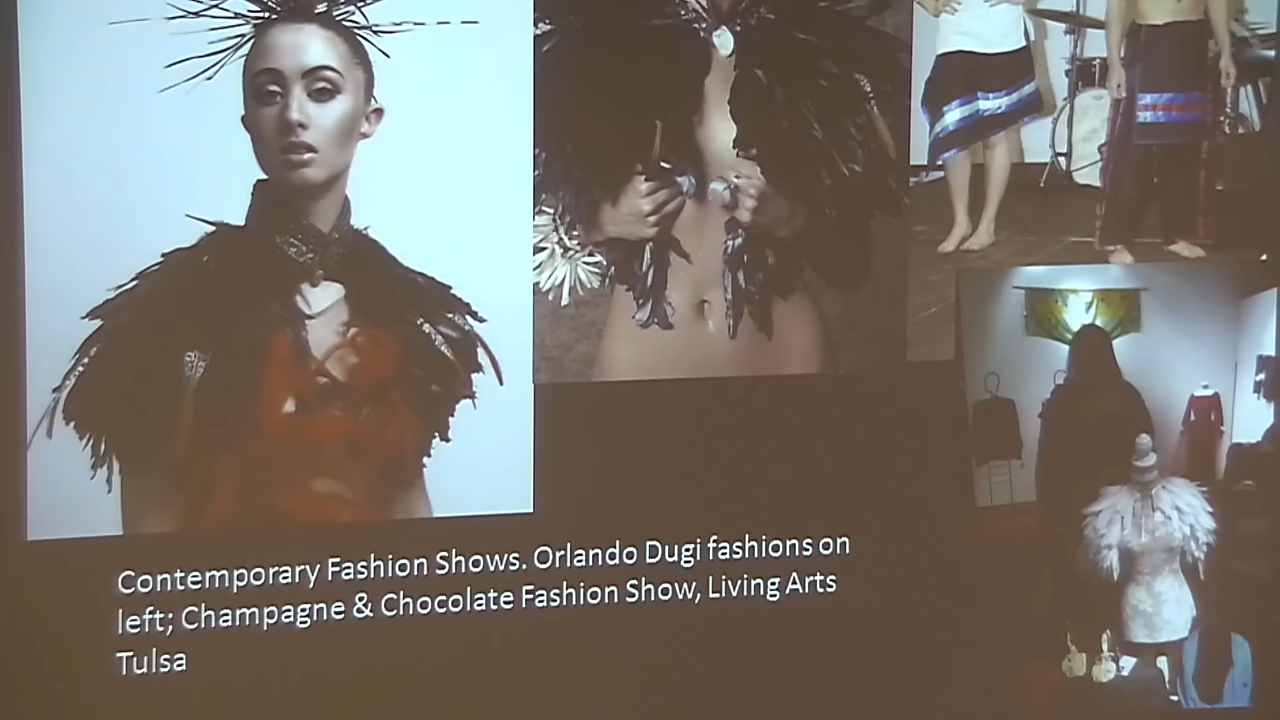 Contemporary Fashion Shows. Orlando Dugi fashions on
left; Champagne & Chocolate Fashion Show, Living Arts
Tulsa